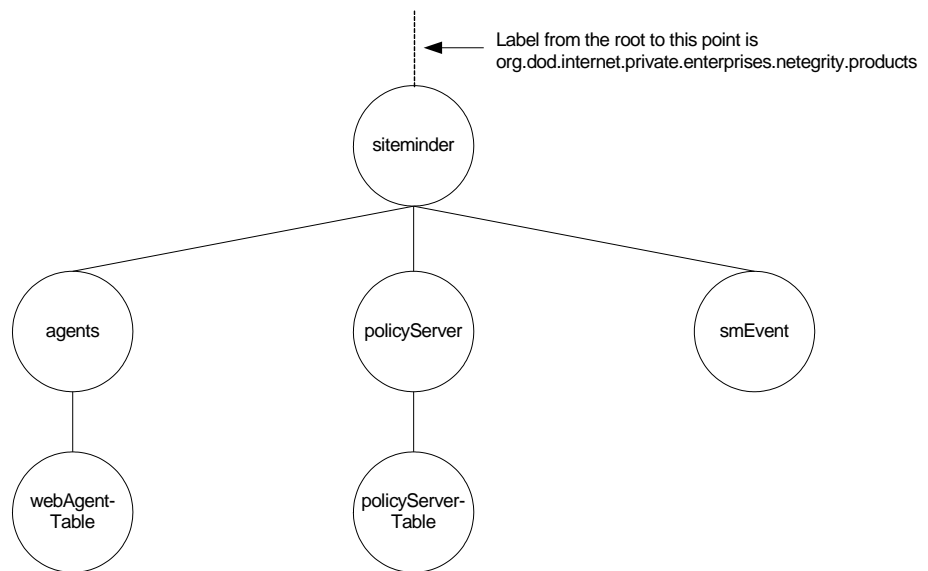 Label from the root to this point is
org.dod.internet.private.enterprises.netegrity.products
siteminder
agents
policyServer
smEvent
webAgent-
Table
policyServer-
Table